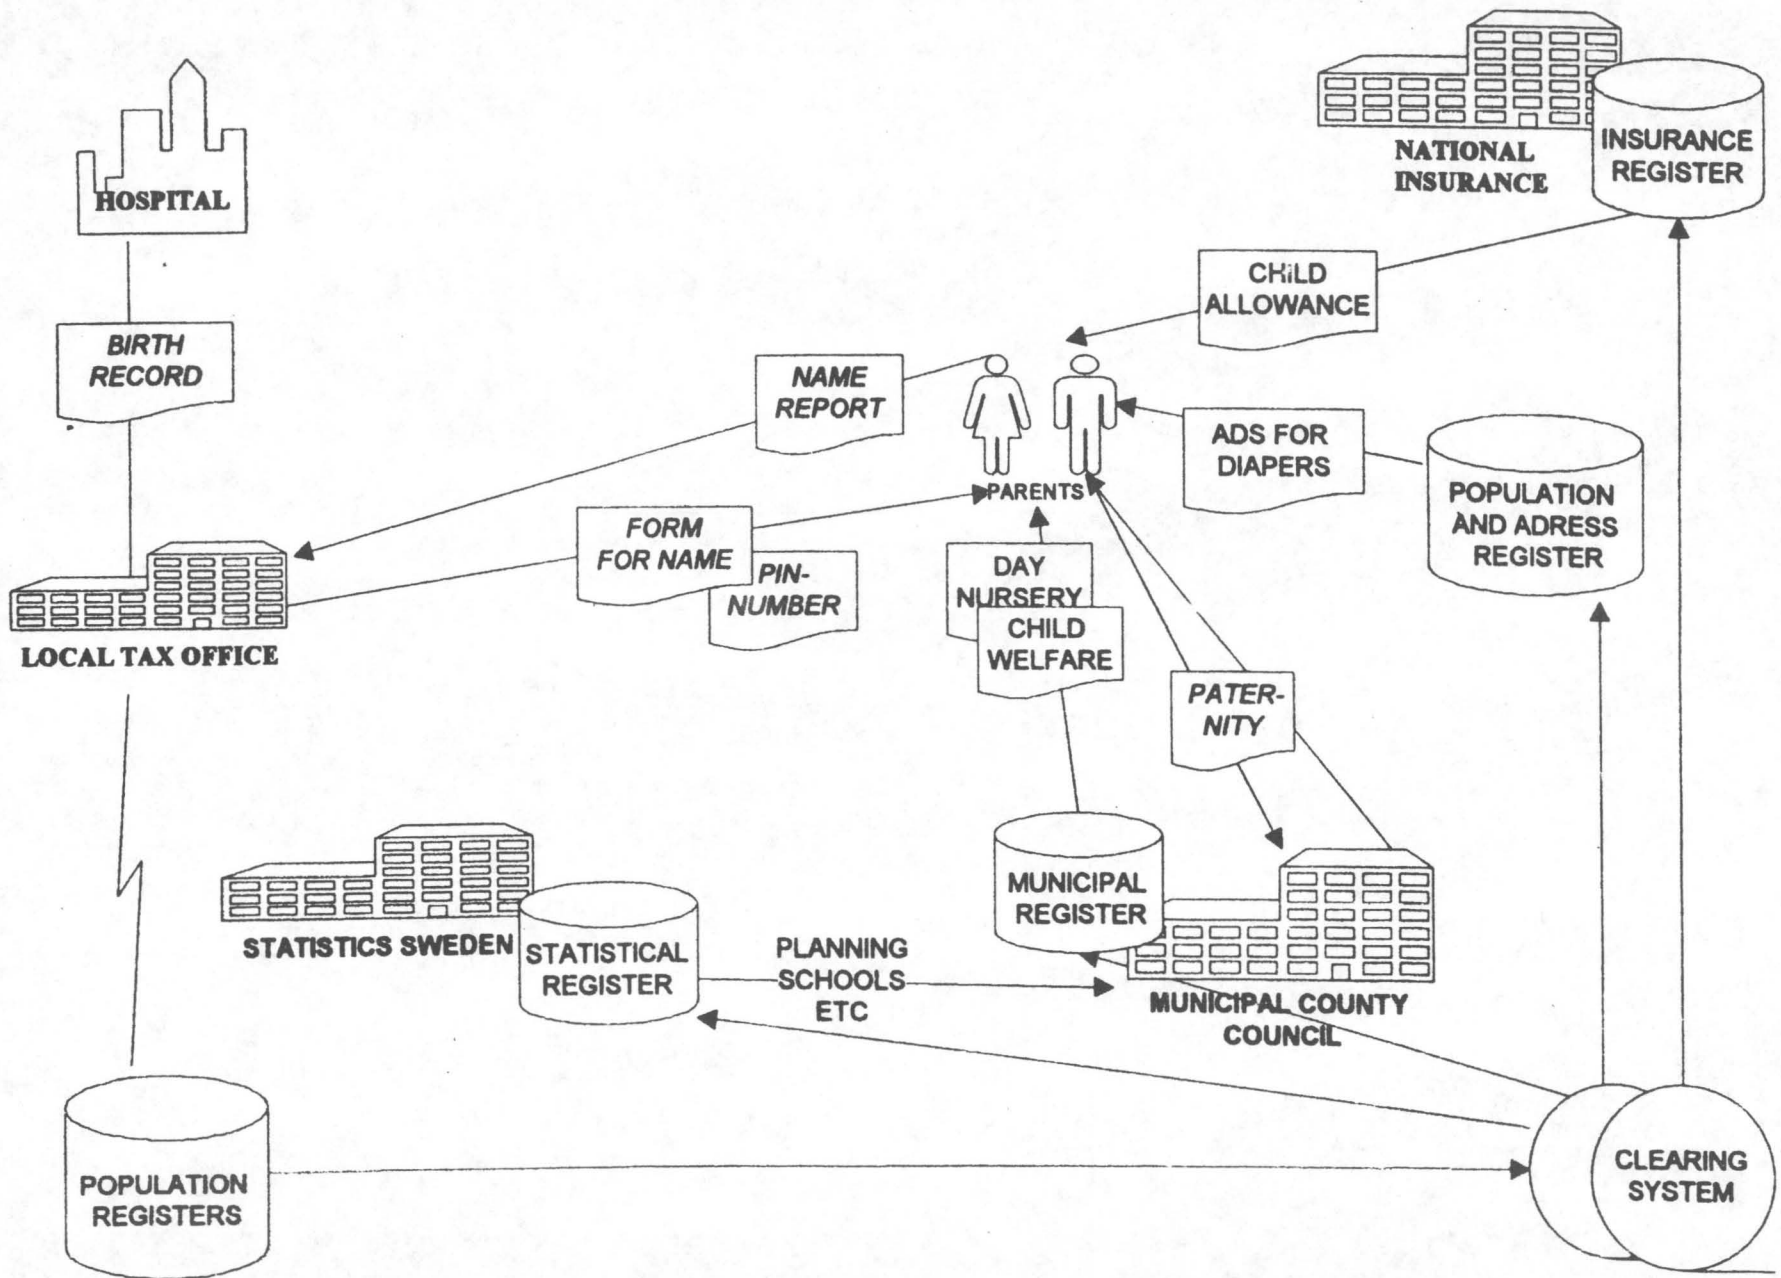 HOSPITAL
NATIONAL
INSURANCE
INSURANCE
REGISTER
CHILD
ALLOWANCE
BIRTH
RECORD
NAME
REPORT
ADS FOR
DIAPERS
POPULATION
AND ADRESS
REGISTER
PARENTS
FORM
FOR NAME
PIN-
NUMBER
DAY
NURSERY
CHILD
WELFARE
LOCAL TAX OFFICE
PATER-
NITY
MUNICIPAL
REGISTER
STATISTICS SWEDEN
STATISTICAL
REGISTER
PLANNING
SCHOOLS
ETC
MUNICIPAL COUNTY
COUNCIL
POPULATION
REGISTERS
CLEARING
SYSTEM